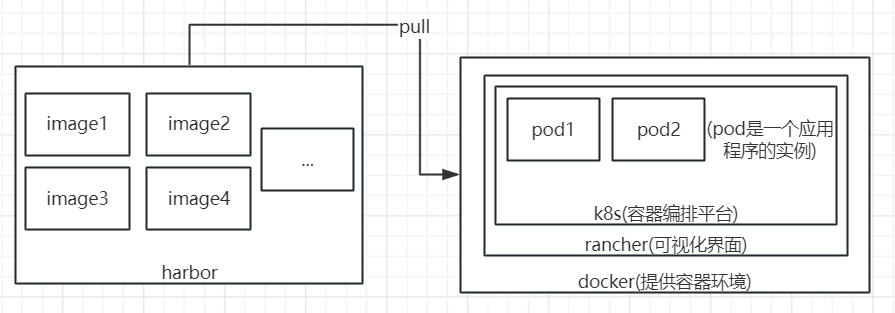 pull
image1
image2
...
image3
image4
harbor
pod1
pod2
(pod是一个应用
程序的实例)
k8s(容器编排平台)
rancher(可视化界面)
docker(提供容器环境)